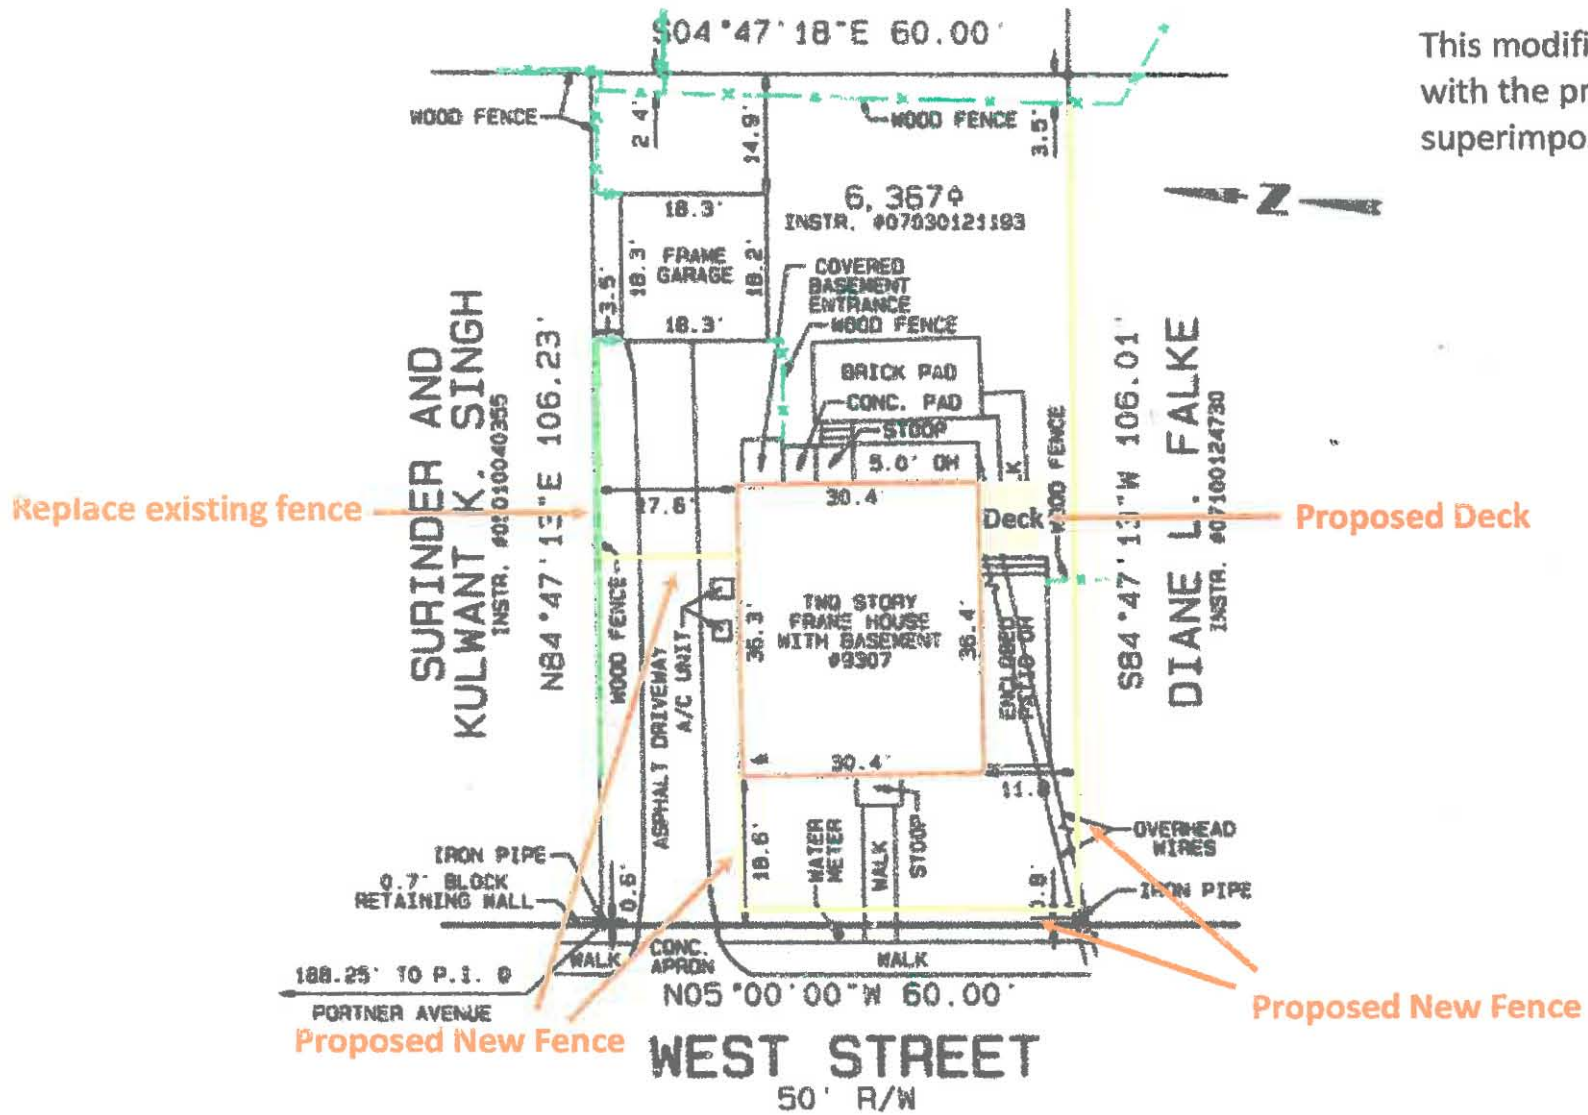 S04°47'18"E 60.00'
This modifi
with the pr
superimpo
WOOD FENCE
2.4'
14.9'
WOOD FENCE
3.5'
Z
6,367
INSTR. #07030121193
18.3'
FRAME
GARAGE
18.3'
18.2'
3.5'
18.3'
COVERED
BASEMENT
ENTRANCE
WOOD FENCE
BRICK PAD
CONC. PAD
STOOP
5.0' OH
SURINDER AND
KULWANT K. SINGH
N84°47'13"E 106.23'
S84°47'13"W 106.01'
DIANE L. FALKE
INSTR. #07100124730
WOOD FENCE
Replace existing fence
17.6'
30.4'
Deck
Proposed Deck
WOOD FENCE
ASPHALT DRIVEWAY
A/C UNIT
36.3'
TWO STORY
FRAME HOUSE
WITH BASEMENT
#9307
36.4'
ENCLOSED
30.4'
18.6'
WATER
METER
WALK
STOOP
OVERHEAD
WIRES
IRON PIPE
0.7' BLOCK
RETAINING WALL
0.6'
IRON PIPE
WALK
CONC.
APRON
WALK
188.25' TO P.I. @
PORTNER AVENUE
N05°00'00"W 60.00'
Proposed New Fence
Proposed New Fence
WEST STREET
50' R/W